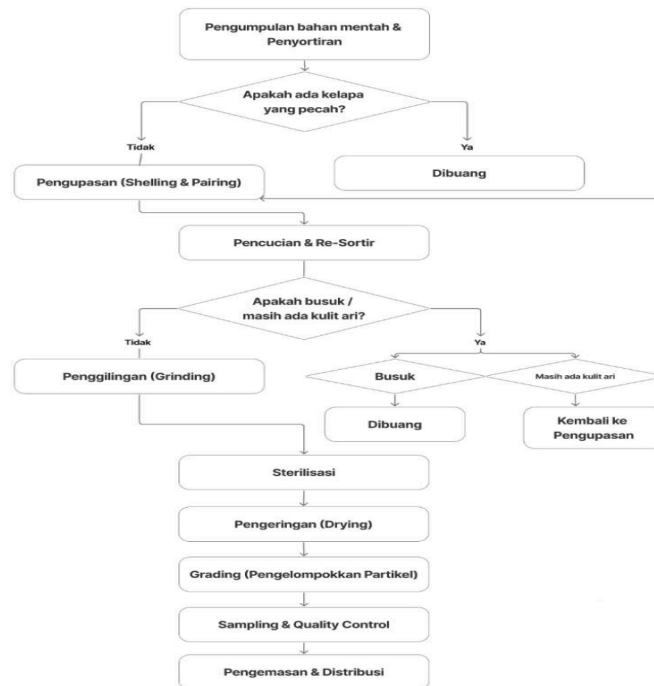 Pengumpulan bahan mentah &
Penyortiran
Apakah ada kelapa
yang pecah?
Tidak
Ya
Pengupasan (Shelling & Pairing)
Dibuang
Pencucian & Re-Sortir
Apakah busuk /
masih ada kulit ari?
Tidak
Ya
Penggilingan (Grinding)
Busuk
Masih ada kulit ari
Dibuang
Kembali ke
Pengupasan
Sterilisasi
Pengeringan (Drying)
Grading (Pengelompokkan Partikel)
Sampling & Quality Control
Pengemasan & Distribusi